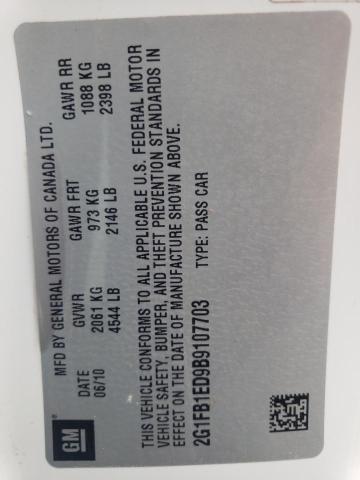 GM
MFD BY GENERAL MOTORS OF CANADA LTD.
DATE GVWR GAWR FRT GAWR RR
06/10 2061 KG 973 KG 1088 KG
4544 LB 2146 LB 2398 LB
THIS VEHICLE CONFORMS TO ALL APPLICABLE U.S. FEDERAL MOTOR
VEHICLE SAFETY, BUMPER, AND THEFT PREVENTION STANDARDS IN
EFFECT ON THE DATE OF MANUFACTURE SHOWN ABOVE.
2G1FB1ED9B9107703 TYPE: PASS CAR